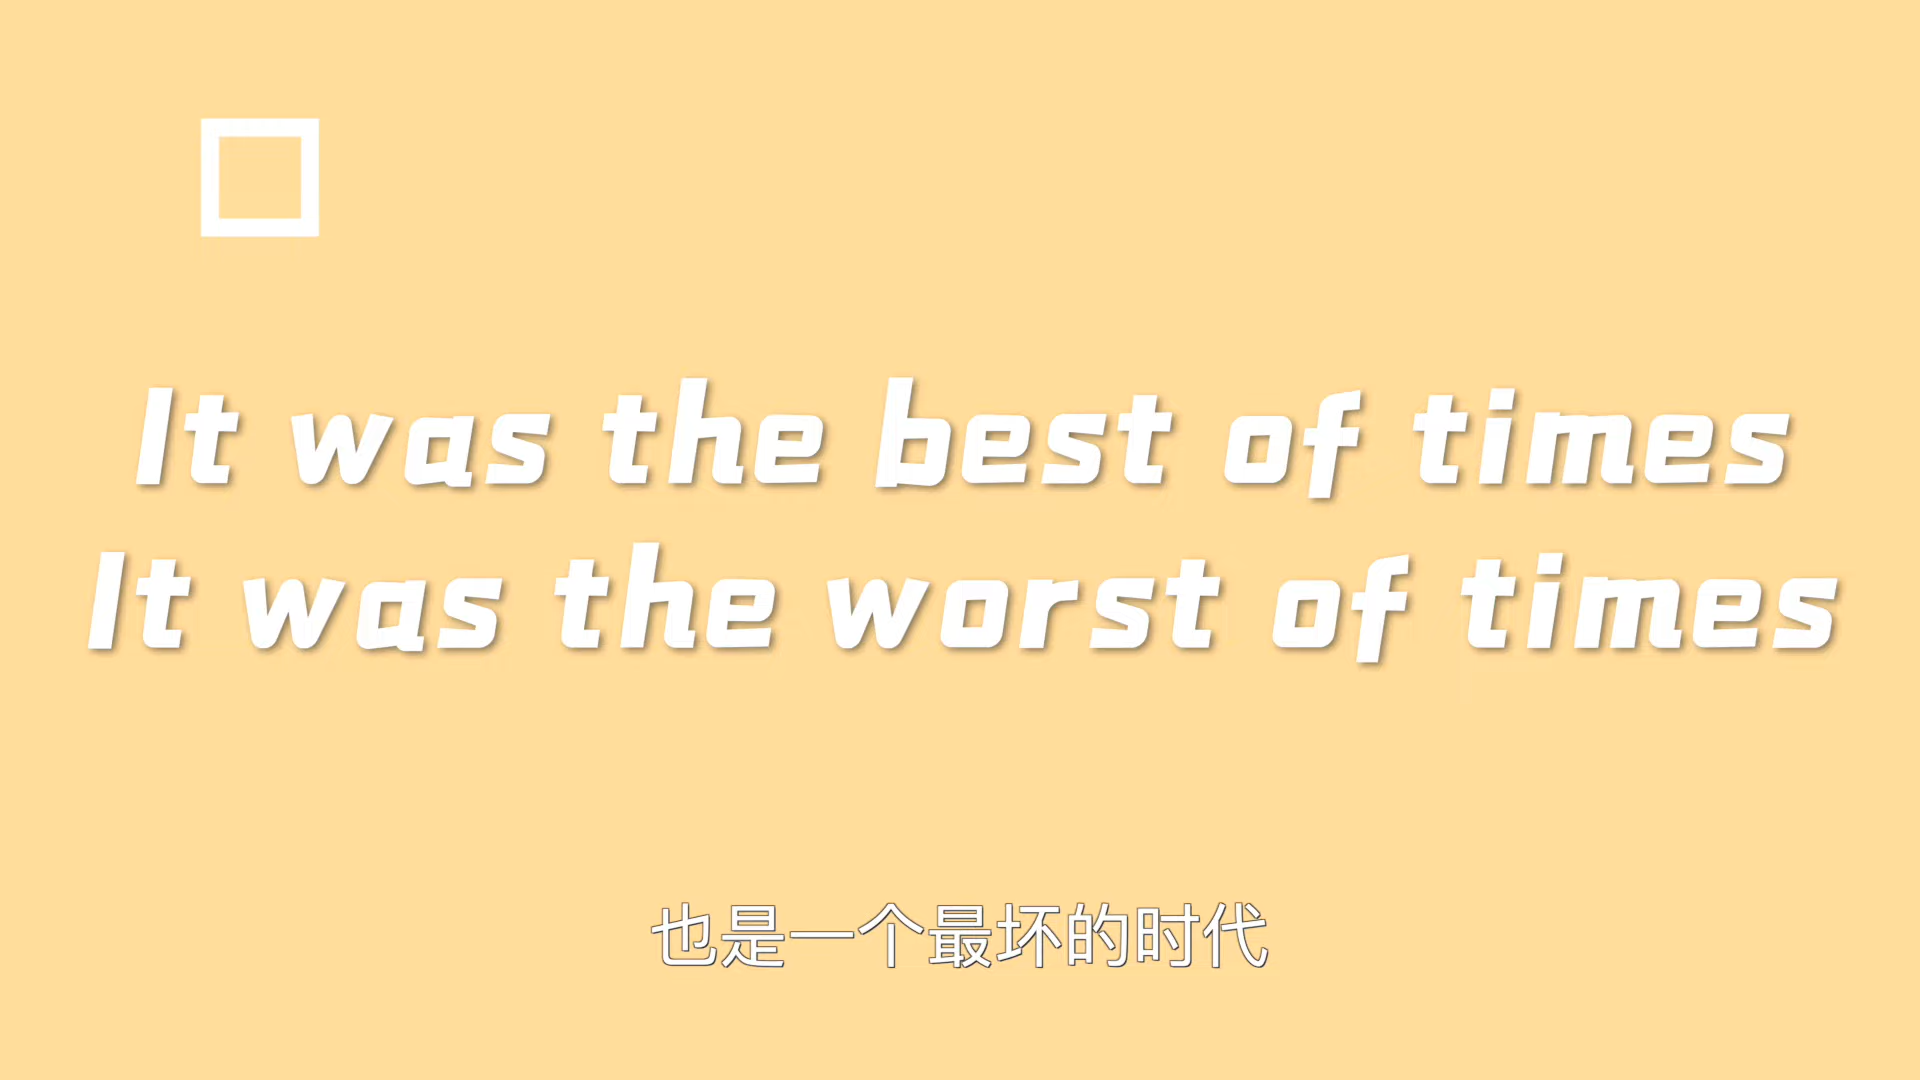 It was the best of times
It was the worst of times
也是一个最坏的时代